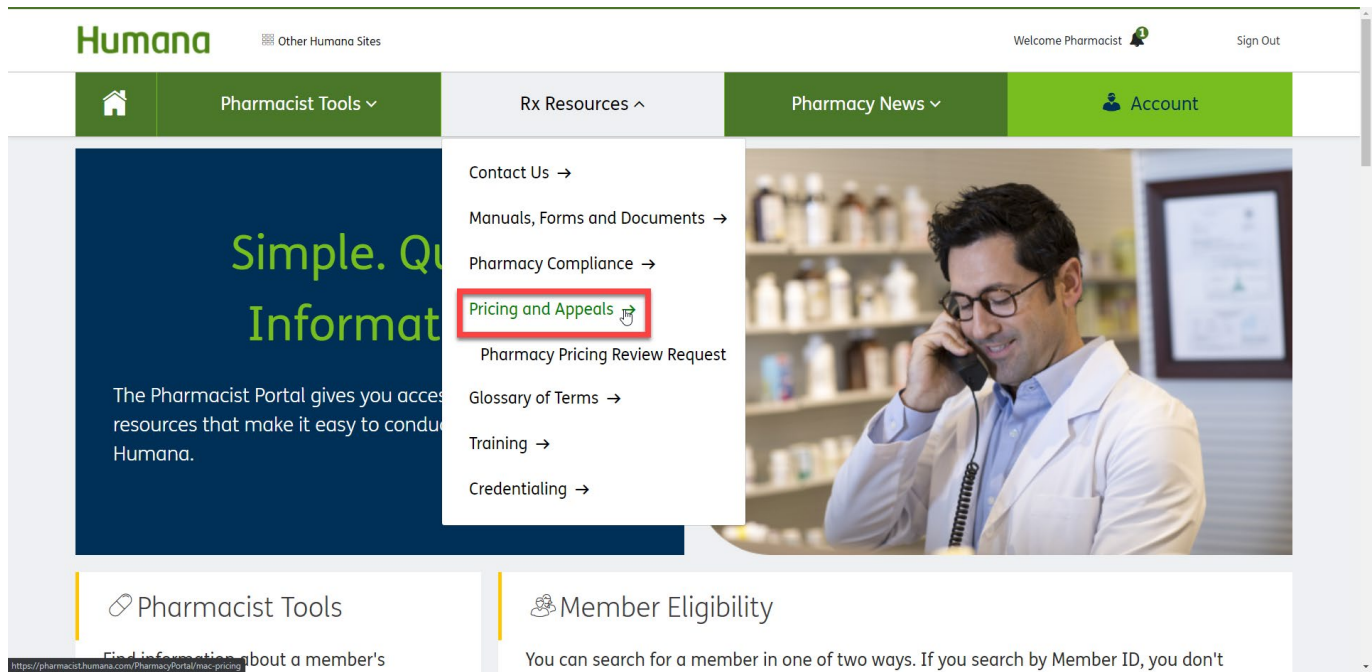 Humana
Other Humana Sites
Welcome Pharmacist
1
Sign Out
Pharmacist Tools
Rx Resources
Pharmacy News
Account
Contact Us →
Manuals, Forms and Documents →
Pharmacy Compliance →
Pricing and Appeals →
Pharmacy Pricing Review Request
Glossary of Terms →
Training →
Credentialing →
Simple. Qu
Informat
The Pharmacist Portal gives you acces
resources that make it easy to condu
Humana.
Pharmacist Tools
Find information about a member's
Member Eligibility
You can search for a member in one of two ways. If you search by Member ID, you don't
https://pharmacist.humana.com/PharmacyPortal/mac-pricing